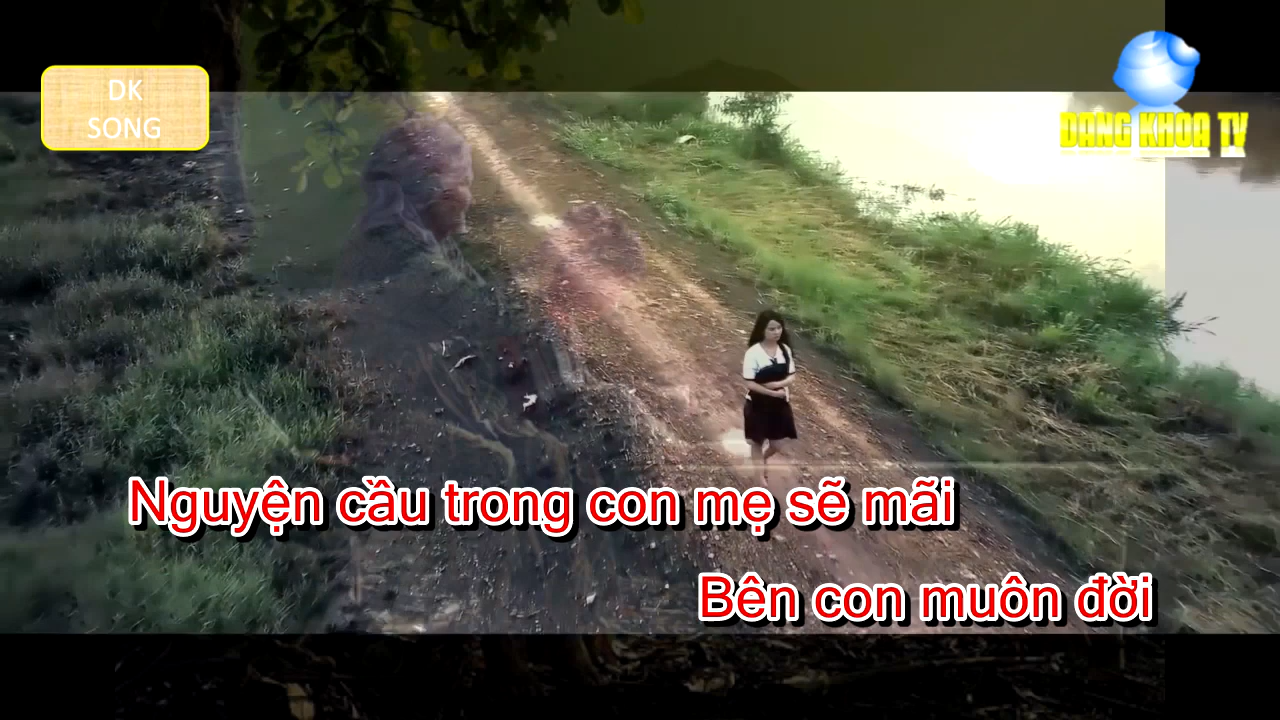 DK
SONG
DANG KHOA TV
Nguyện cầu trong con mẹ sẽ mãi
Bên con muôn đời